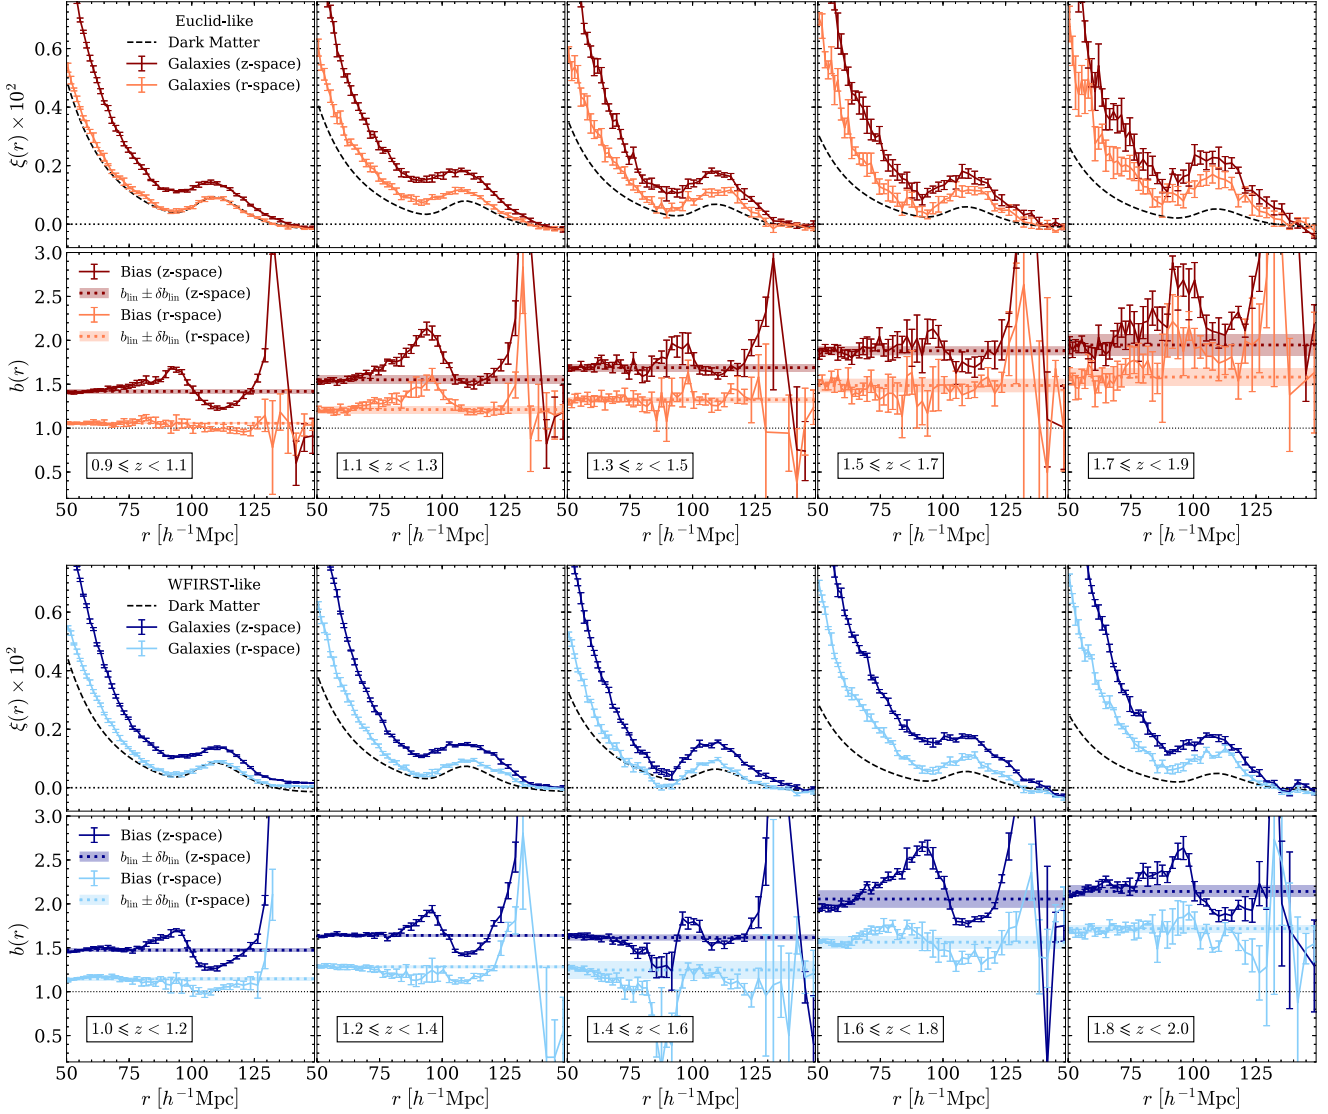 Euclid-like
Dark Matter
Galaxies (z-space)
Galaxies (r-space)
ξ(r) × 10²
0.6
0.4
0.2
0.0
Bias (z-space)
b_lin ± δb_lin (z-space)
Bias (r-space)
b_lin ± δb_lin (r-space)
b(r)
3.0
2.5
2.0
1.5
1.0
0.5
0.9 ⩽ z < 1.1
1.1 ⩽ z < 1.3
1.3 ⩽ z < 1.5
1.5 ⩽ z < 1.7
1.7 ⩽ z < 1.9
50 75 100 125 50 75 100 125 50 75 100 125 50 75 100 125 50 75 100 125 150
r [h⁻¹Mpc] r [h⁻¹Mpc] r [h⁻¹Mpc] r [h⁻¹Mpc] r [h⁻¹Mpc]
WFIRST-like
Dark Matter
Galaxies (z-space)
Galaxies (r-space)
ξ(r) × 10²
0.6
0.4
0.2
0.0
Bias (z-space)
b_lin ± δb_lin (z-space)
Bias (r-space)
b_lin ± δb_lin (r-space)
b(r)
3.0
2.5
2.0
1.5
1.0
0.5
1.0 ⩽ z < 1.2
1.2 ⩽ z < 1.4
1.4 ⩽ z < 1.6
1.6 ⩽ z < 1.8
1.8 ⩽ z < 2.0
50 75 100 125 50 75 100 125 50 75 100 125 50 75 100 125 50 75 100 125 150
r [h⁻¹Mpc] r [h⁻¹Mpc] r [h⁻¹Mpc] r [h⁻¹Mpc] r [h⁻¹Mpc]